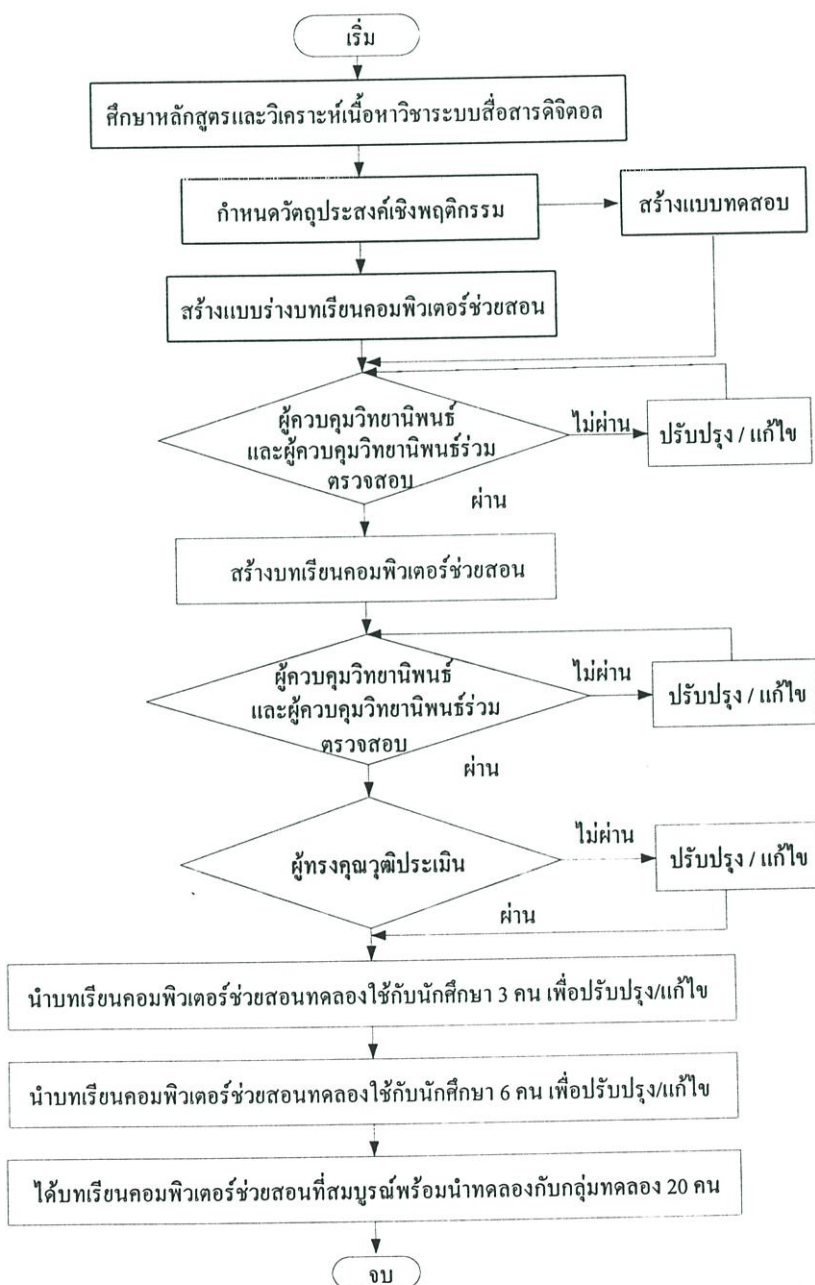 เริ่ม
ศึกษาหลักสูตรและวิเคราะห์เนื้อหาวิชาระบบสื่อสารดิจิตอล
กำหนดวัตถุประสงค์เชิงพฤติกรรม
สร้างแบบทดสอบ
สร้างแบบร่างบทเรียนคอมพิวเตอร์ช่วยสอน
ผู้ควบคุมวิทยานิพนธ์
และผู้ควบคุมวิทยานิพนธ์ร่วม
ตรวจสอบ
ไม่ผ่าน
ปรับปรุง / แก้ไข
ผ่าน
สร้างบทเรียนคอมพิวเตอร์ช่วยสอน
ผู้ควบคุมวิทยานิพนธ์
และผู้ควบคุมวิทยานิพนธ์ร่วม
ตรวจสอบ
ไม่ผ่าน
ปรับปรุง / แก้ไข
ผ่าน
ผู้ทรงคุณวุฒิประเมิน
ไม่ผ่าน
ปรับปรุง / แก้ไข
ผ่าน
นำบทเรียนคอมพิวเตอร์ช่วยสอนทดลองใช้กับนักศึกษา 3 คน เพื่อปรับปรุง/แก้ไข
นำบทเรียนคอมพิวเตอร์ช่วยสอนทดลองใช้กับนักศึกษา 6 คน เพื่อปรับปรุง/แก้ไข
ได้บทเรียนคอมพิวเตอร์ช่วยสอนที่สมบูรณ์พร้อมนำทดลองกับกลุ่มทดลอง 20 คน
จบ